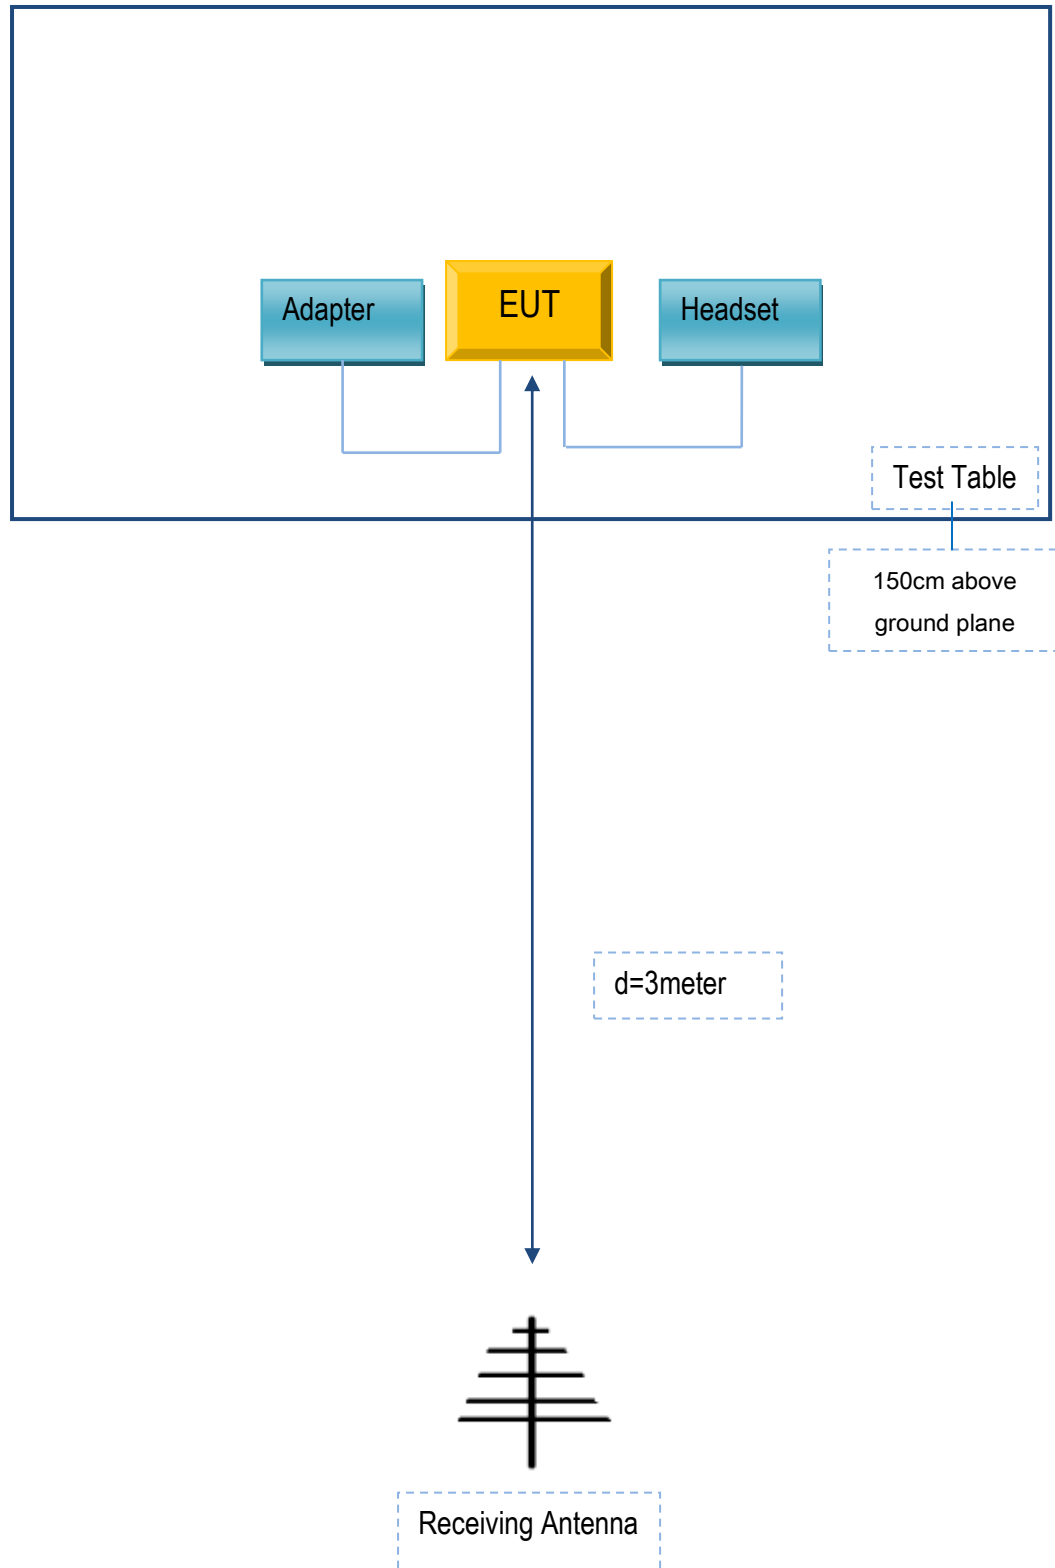 Adapter
EUT
Headset
Test Table
150cm above
ground plane
d=3meter
Receiving Antenna